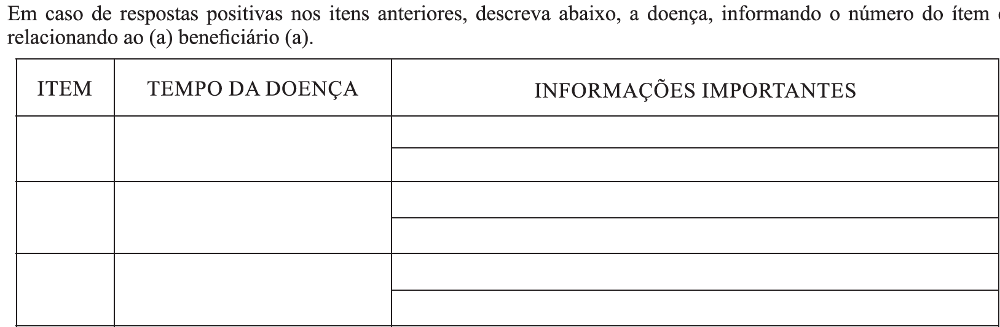 Em caso de respostas positivas nos itens anteriores, descreva abaixo, a doença, informando o número do ítem
relacionando ao (a) beneficiário (a).
ITEM
TEMPO DA DOENÇA
INFORMAÇÕES IMPORTANTES